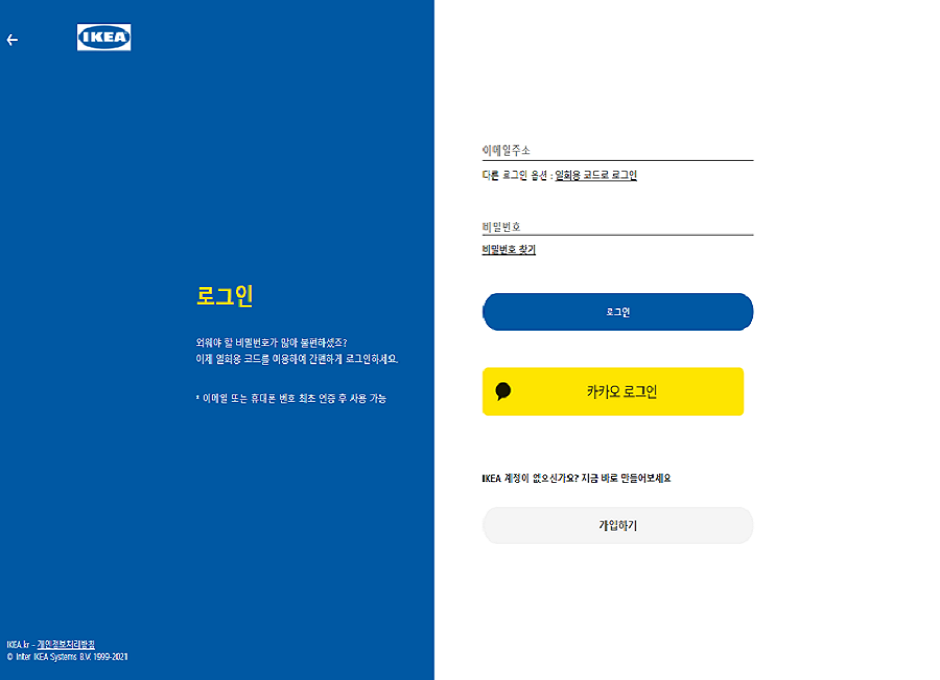 IKEA
로그인
외워야 할 비밀번호가 많아 불편하셨죠?
이제 일회용 코드를 이용하여 간편하게 로그인하세요.
* 이메일 또는 휴대폰 번호 최초 인증 후 사용 가능
IKEA.kr - 개인정보처리방침
© Inter IKEA Systems B.V. 1999-2021
이메일주소
다른 로그인 옵션 : 일회용 코드로 로그인
비밀번호
비밀번호 찾기
로그인
카카오 로그인
IKEA 계정이 없으신가요? 지금 바로 만들어보세요
가입하기